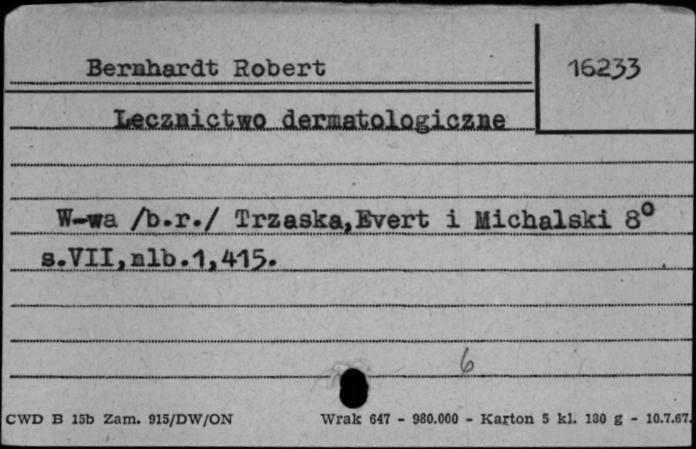 Bernhardt Robert
16233
Lecznictwo dermatologiczne
W-wa /b.r./ Trzaska,Evert i Michalski 8°
s.VII,nlb.1,415.
6
CWD B 15b Zam. 915/DW/ON Wrak 647 - 980.000 - Karton 5 kl. 180 g - 10.7.67.